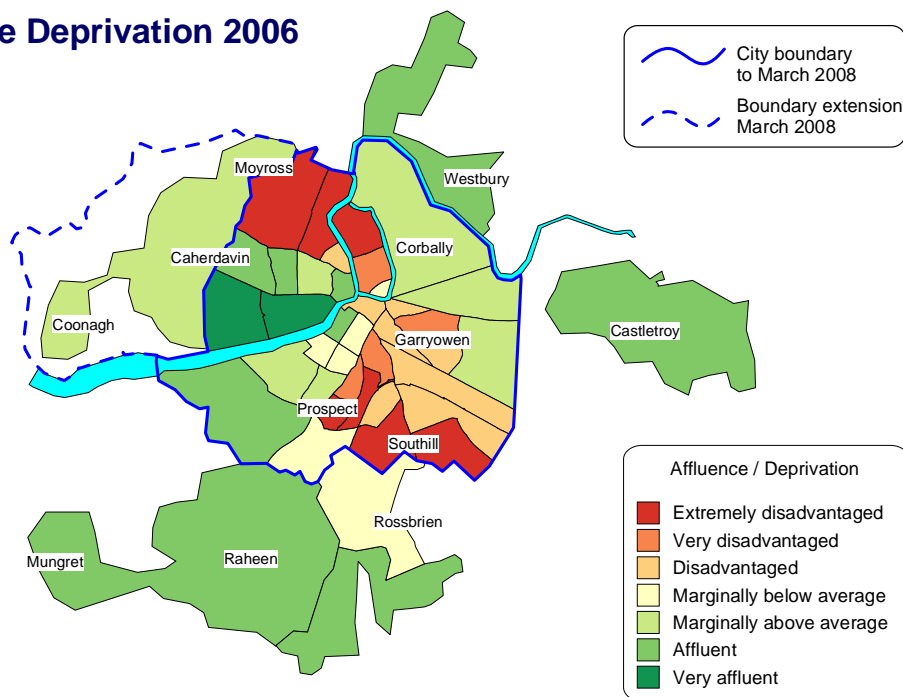 e Deprivation 2006
City boundary
to March 2008
Boundary extension
March 2008
Moyross
Westbury
Corbally
Caherdavin
Coonagh
Castletroy
Garryowen
Prospect
Southill
Rossbrien
Raheen
Mungret
Affluence / Deprivation
Extremely disadvantaged
Very disadvantaged
Disadvantaged
Marginally below average
Marginally above average
Affluent
Very affluent